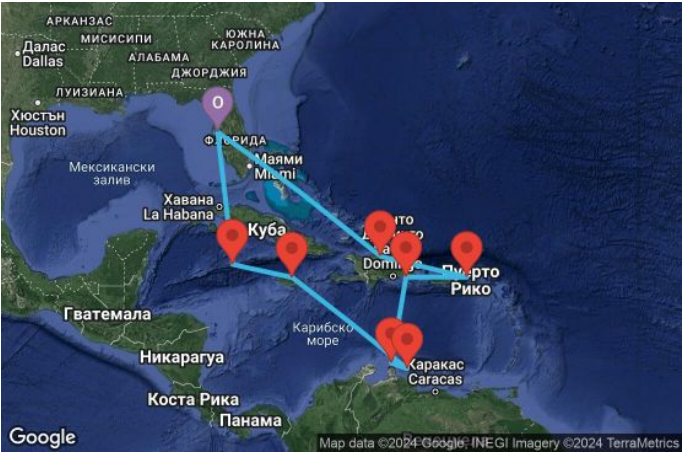 АРКАНЗАС
МИСИСИПИ
ЮЖНА
КАРОЛИНА
Далас
Dallas
АЛАБАМА
ДЖОРДЖИЯ
ЛУИЗИАНА
Хюстън
Houston
O
ФЛОРИДА
Маями
Miami
Мексикански
залив
Хавана
La Habana
Куба
Domingo
Пуерто
Рико
Гватемала
Карибско
море
Никарагуа
Каракас
Caracas
Коста Рика
Панама
Google
Map data ©2024 Google, INEGI Imagery ©2024 TerraMetrics